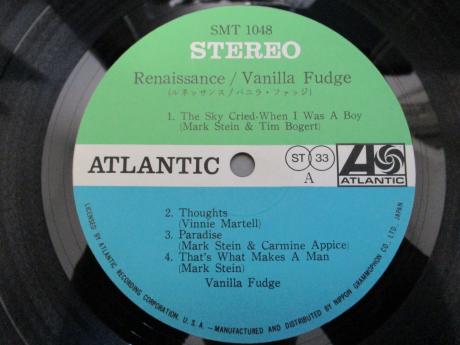 SMT 1048
STEREO
Renaissance / Vanilla Fudge
(ルネッサンス / バニラ・ファッジ)
1. The Sky Cried-When I Was A Boy
(Mark Stein & Tim Bogert)
ATLANTIC
ST 33
A
ATLANTIC
2. Thoughts
(Vinnie Martell)
3. Paradise
(Mark Stein & Carmine Appice)
4. That's What Makes A Man
(Mark Stein)
Vanilla Fudge
LICENSED BY ATLANTIC RECORDING CORPORATION, U.S.A. - MANUFACTURED AND DISTRIBUTED BY NIPPON GRAMMOPHON CO. LTD. JAPAN